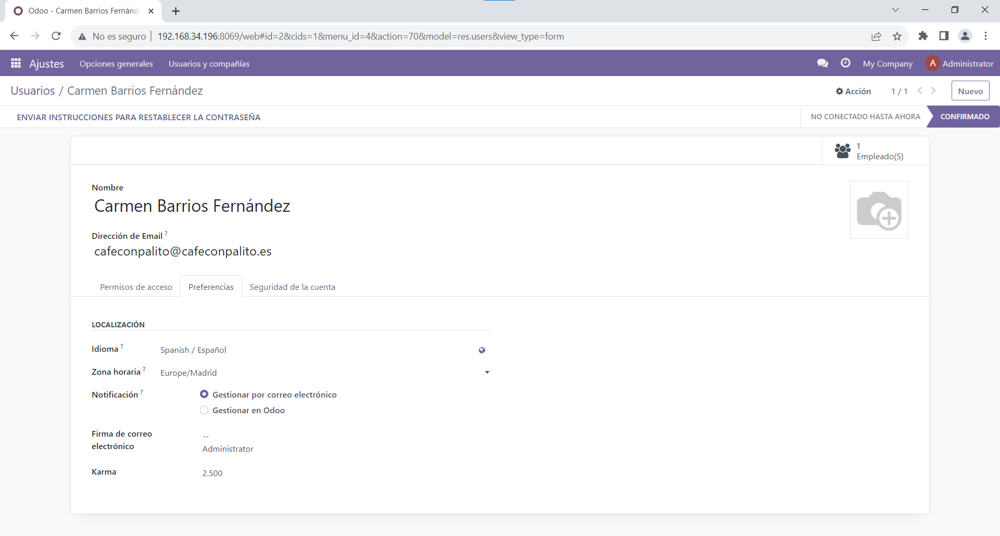 Odoo - Carmen Barrios Fernánd
No es seguro | 192.168.34.196:8069/web#id=2&cids=1&menu_id=4&action=70&model=res.users&view_type=form
Ajustes Opciones generales Usuarios y compañías My Company A Administrator
Usuarios / Carmen Barrios Fernández Acción 1 / 1 Nuevo
ENVIAR INSTRUCCIONES PARA RESTABLECER LA CONTRASEÑA NO CONECTADO HASTA AHORA CONFIRMADO
1
Empleado(S)
Nombre
Carmen Barrios Fernández
Dirección de Email ?
cafeconpalito@cafeconpalito.es
Permisos de acceso Preferencias Seguridad de la cuenta
LOCALIZACIÓN
Idioma ? Spanish / Español
Zona horaria ? Europe/Madrid
Notificación ? Gestionar por correo electrónico
Gestionar en Odoo
Firma de correo electrónico
--
Administrator
Karma 2.500